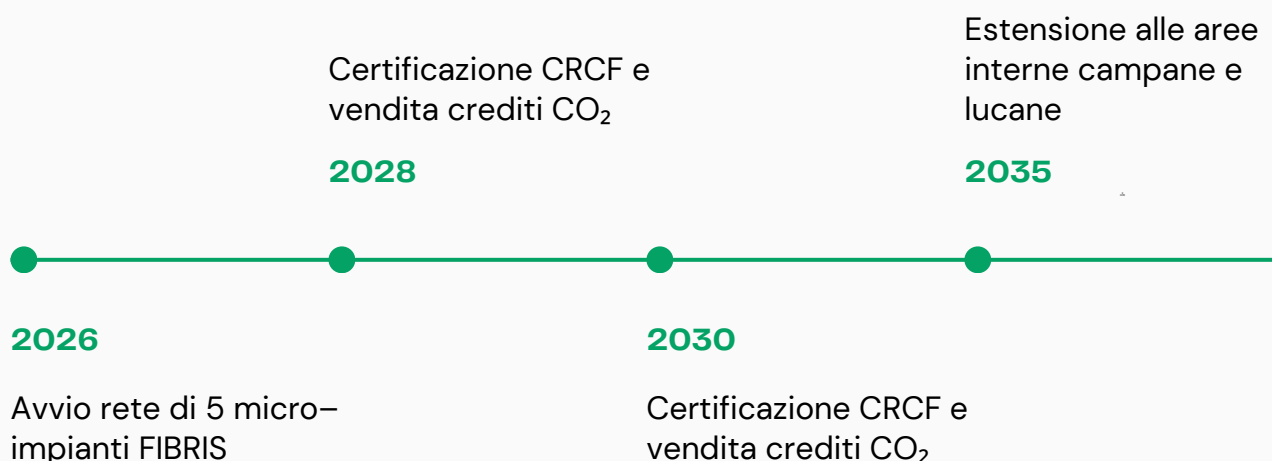 2026
Avvio rete di 5 micro–
impianti FIBRIS
Certificazione CRCF e
vendita crediti CO₂
2028
2030
Certificazione CRCF e
vendita crediti CO₂
Estensione alle aree
interne campane e
lucane
2035